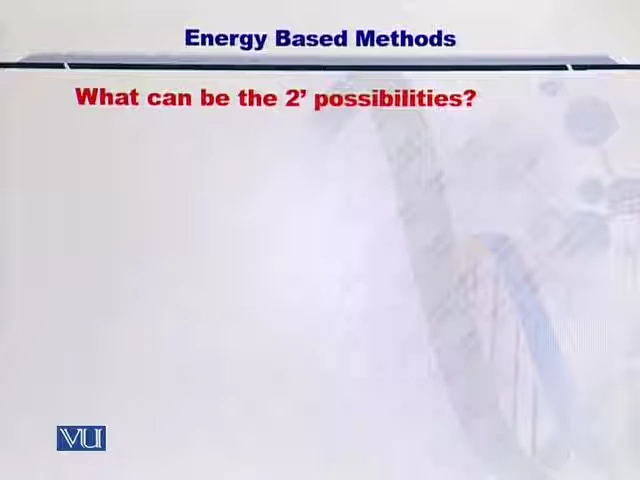 Energy Based Methods
What can be the 2’ possibilities?
VU